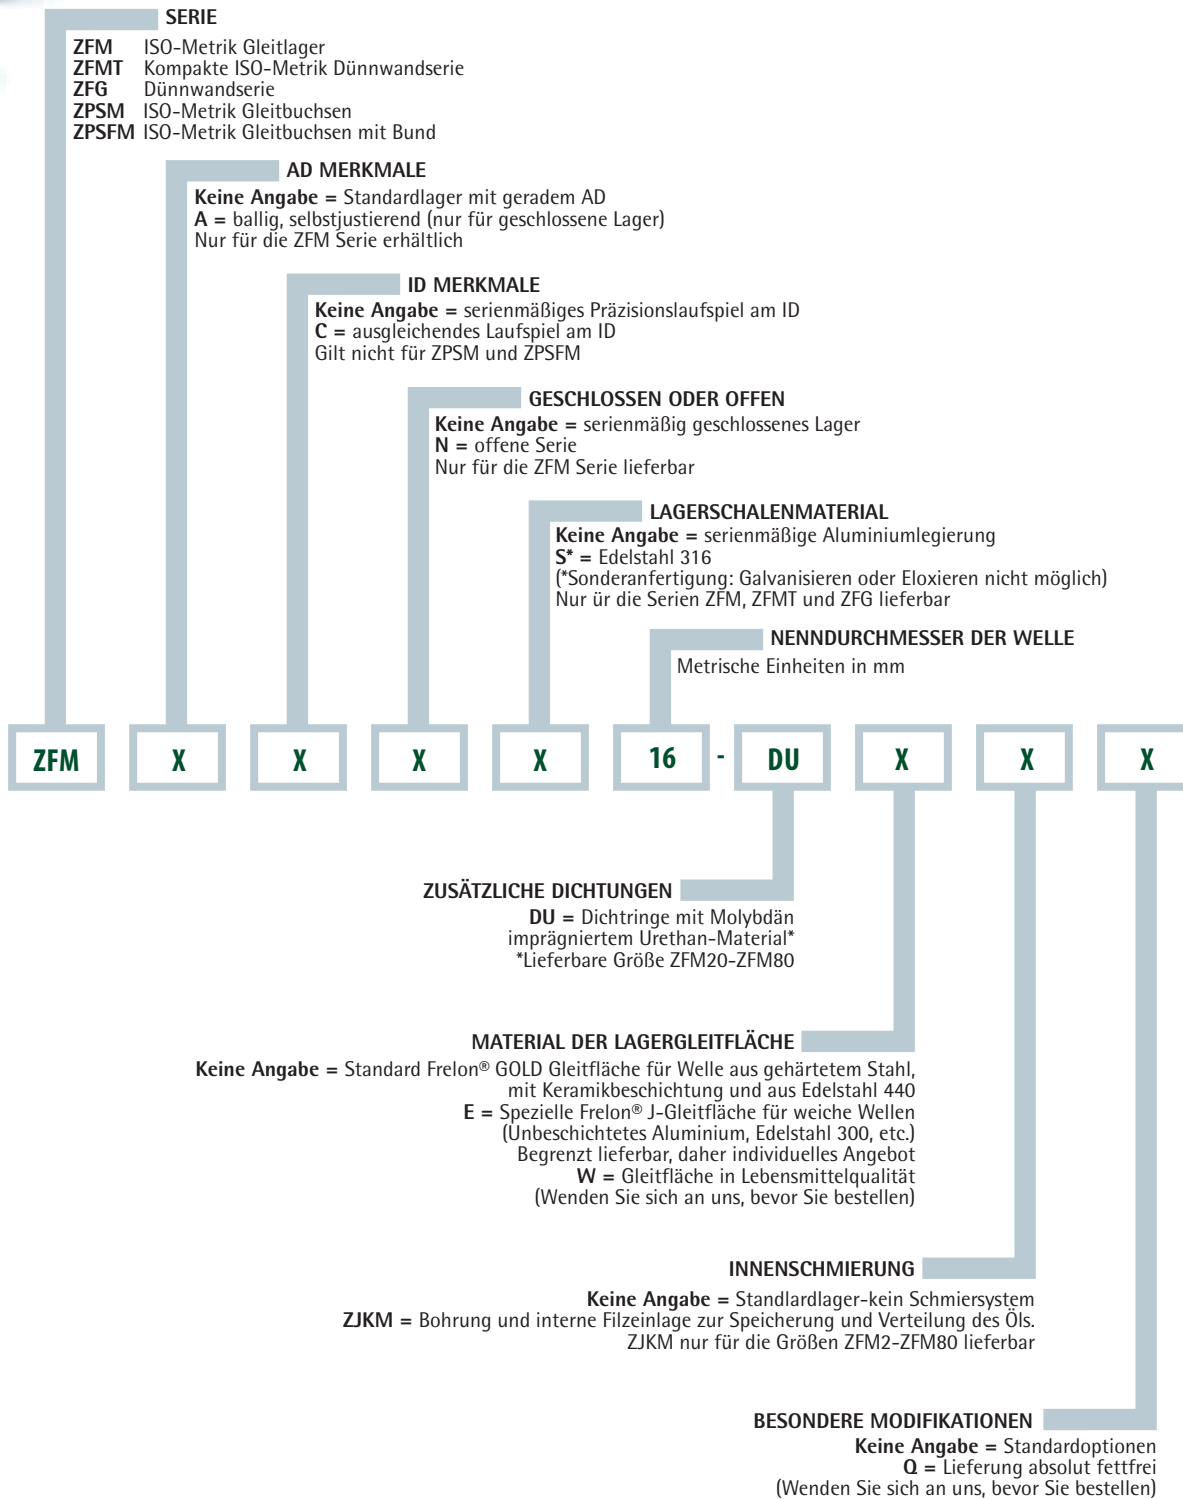 SERIE
ZFM ISO-Metrik Gleitlager
ZFMT Kompakte ISO-Metrik Dünnwandserie
ZFG Dünnwandserie
ZPSM ISO-Metrik Gleitbuchsen
ZPSFM ISO-Metrik Gleitbuchsen mit Bund
AD MERKMALE
Keine Angabe = Standardlager mit geradem AD
A = ballig, selbstjustierend (nur für geschlossene Lager)
Nur für die ZFM Serie erhältlich
ID MERKMALE
Keine Angabe = serienmäßiges Präzisionslaufspiel am ID
C = ausgleichendes Laufspiel am ID
Gilt nicht für ZPSM und ZPSFM
GESCHLOSSEN ODER OFFEN
Keine Angabe = serienmäßig geschlossenes Lager
N = offene Serie
Nur für die ZFM Serie lieferbar
LAGERSCHALENMATERIAL
Keine Angabe = serienmäßige Aluminiumlegierung
S* = Edelstahl 316
(*Sonderanfertigung: Galvanisieren oder Eloxieren nicht möglich)
Nur ür die Serien ZFM, ZFMT und ZFG lieferbar
NENNDURCHMESSER DER WELLE
Metrische Einheiten in mm
ZFM X X X X 16 - DU X X X
ZUSÄTZLICHE DICHTUNGEN
DU = Dichtringe mit Molybdän
imprägniertem Urethan-Material*
*Lieferbare Größe ZFM20-ZFM80
MATERIAL DER LAGERGLEITFLÄCHE
Keine Angabe = Standard Frelon® GOLD Gleitfläche für Welle aus gehärtetem Stahl,
mit Keramikbeschichtung und aus Edelstahl 440
E = Spezielle Frelon® J-Gleitfläche für weiche Wellen
(Unbeschichtetes Aluminium, Edelstahl 300, etc.)
Begrenzt lieferbar, daher individuelles Angebot
W = Gleitfläche in Lebensmittelqualität
(Wenden Sie sich an uns, bevor Sie bestellen)
INNENSCHMIERUNG
Keine Angabe = Standlardlager-kein Schmiersystem
ZJKM = Bohrung und interne Filzeinlage zur Speicherung und Verteilung des Öls.
ZJKM nur für die Größen ZFM2-ZFM80 lieferbar
BESONDERE MODIFIKATIONEN
Keine Angabe = Standardoptionen
Q = Lieferung absolut fettfrei
(Wenden Sie sich an uns, bevor Sie bestellen)